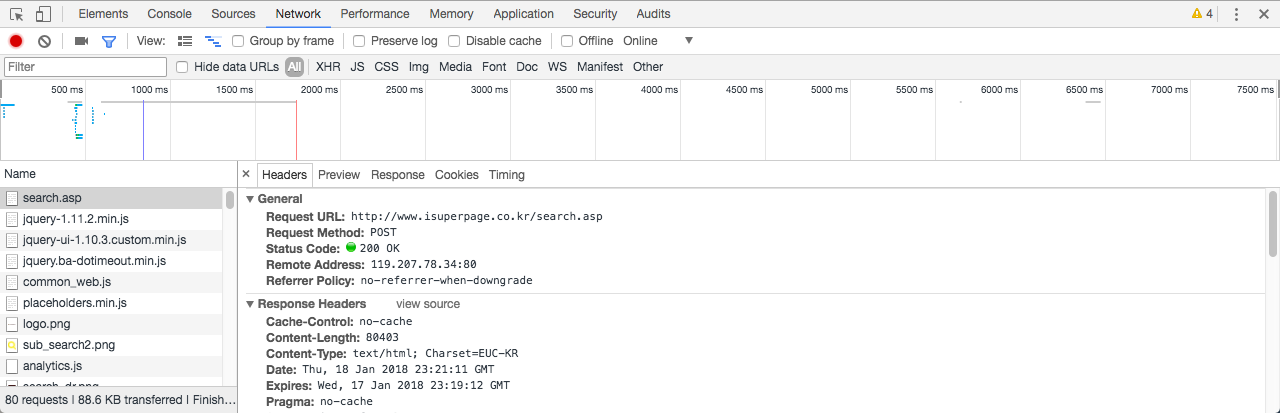 Elements Console Sources Network Performance Memory Application Security Audits 4
View: Group by frame Preserve log Disable cache Offline Online
Filter Hide data URLs All XHR JS CSS Img Media Font Doc WS Manifest Other
500 ms 1000 ms 1500 ms 2000 ms 2500 ms 3000 ms 3500 ms 4000 ms 4500 ms 5000 ms 5500 ms 6000 ms 6500 ms 7000 ms 7500 ms
Name
search.asp
jquery-1.11.2.min.js
jquery-ui-1.10.3.custom.min.js
jquery.ba-dotimeout.min.js
common_web.js
placeholders.min.js
logo.png
sub_search2.png
analytics.js
search_dr.png
80 requests | 88.6 KB transferred | Finish…
× Headers Preview Response Cookies Timing
General
Request URL: http://www.isuperpage.co.kr/search.asp
Request Method: POST
Status Code: 200 OK
Remote Address: 119.207.78.34:80
Referrer Policy: no-referrer-when-downgrade
Response Headers view source
Cache-Control: no-cache
Content-Length: 80403
Content-Type: text/html; Charset=EUC-KR
Date: Thu, 18 Jan 2018 23:21:11 GMT
Expires: Wed, 17 Jan 2018 23:19:12 GMT
Pragma: no-cache